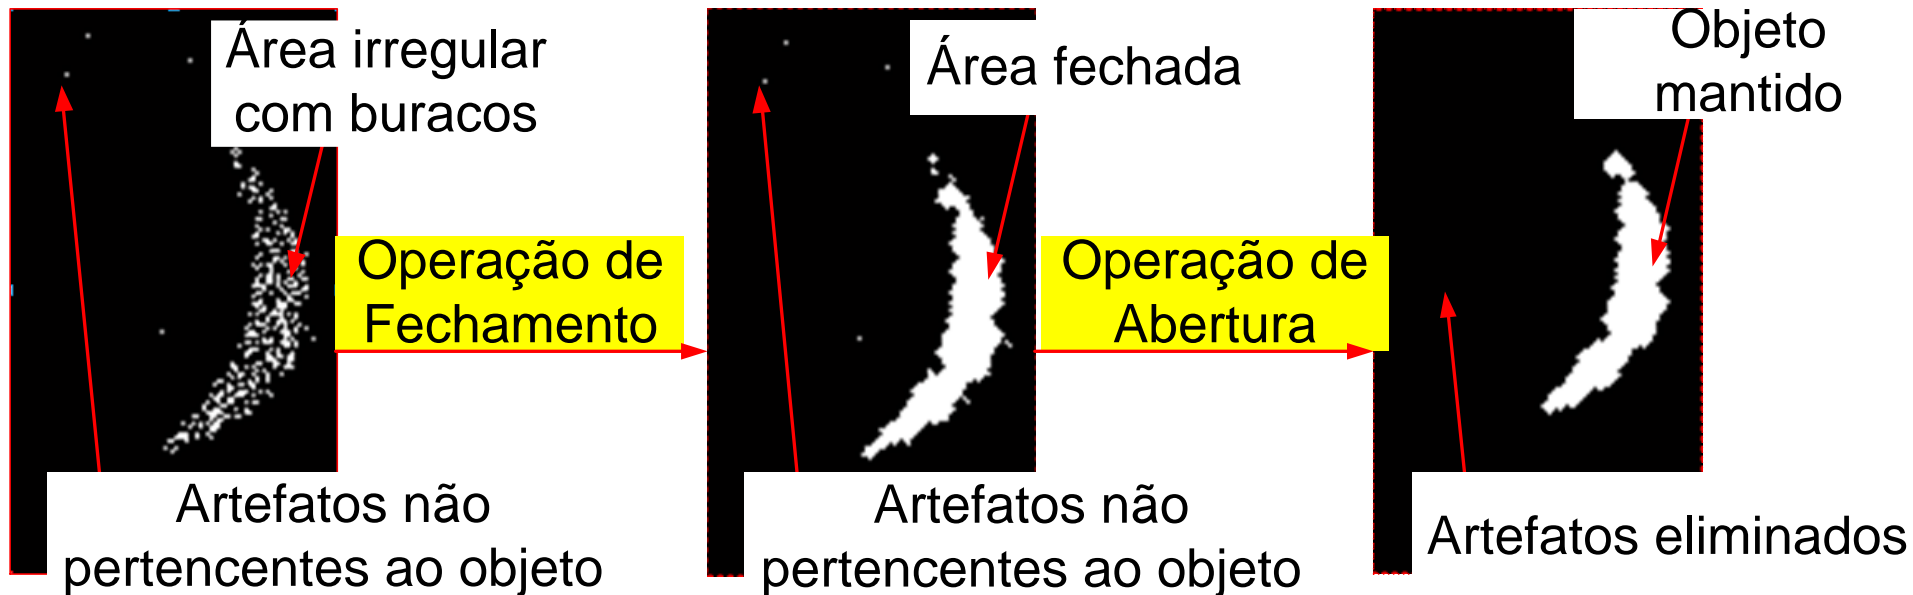 Área irregular
com buracos
Operação de
Fechamento
Artefatos não
pertencentes ao objeto
Área fechada
Operação de
Abertura
Artefatos não
pertencentes ao objeto
Objeto
mantido
Artefatos eliminados